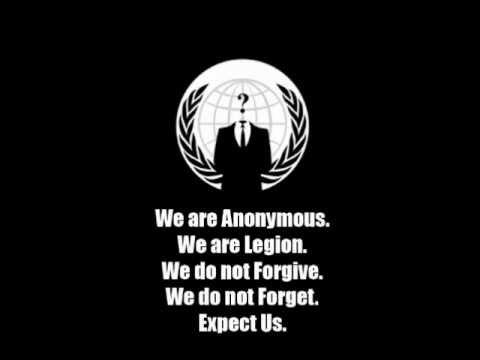 ?
We are Anonymous.
We are Legion.
We do not Forgive.
We do not Forget.
Expect Us.